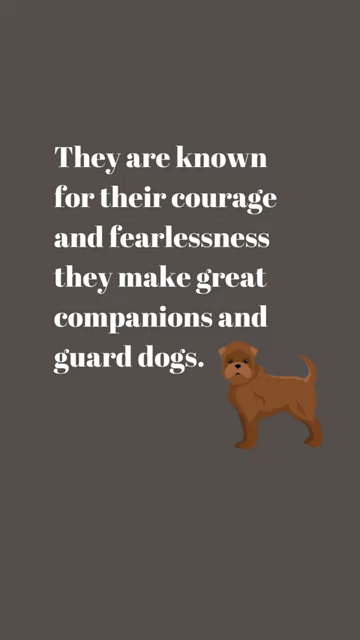 They are known
for their courage
and fearlessness
they make great
companions and
guard dogs.